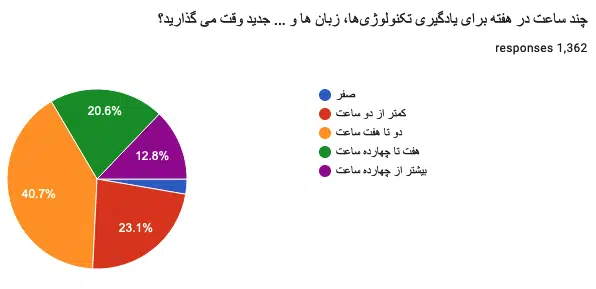 چند ساعت در هفته برای یادگیری تکنولوژی‌ها، زبان ها و ... جدید وقت می گذارید؟
1,362 responses
صفر
کمتر از دو ساعت
دو تا هفت ساعت
هفت تا چهارده ساعت
بیشتر از چهارده ساعت
20.6%
12.8%
40.7%
23.1%